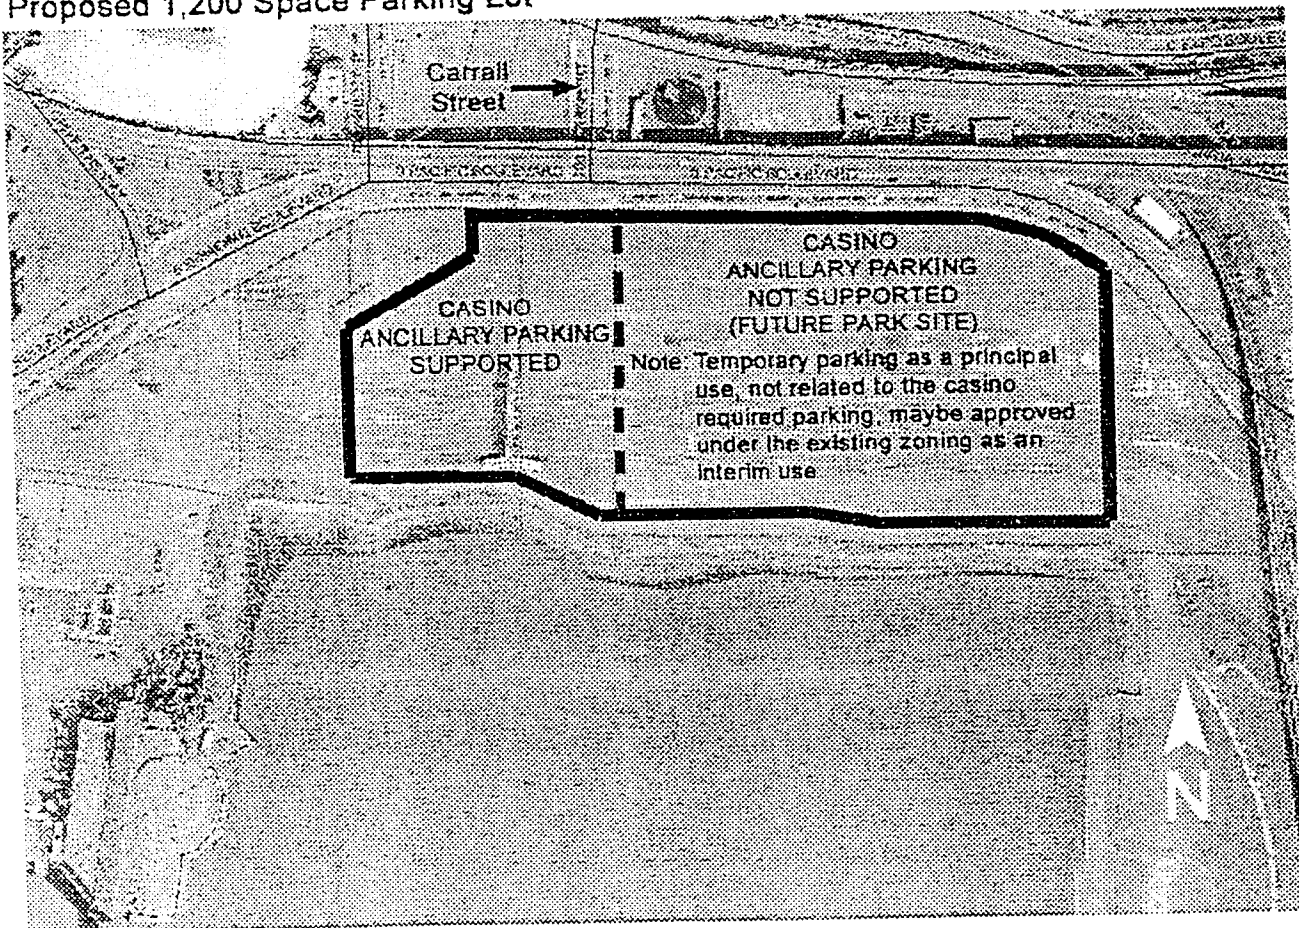 Proposed 1,200 Space Parking Lot
Carrall
Street
CASINO
ANCILLARY PARKING
SUPPORTED
CASINO
ANCILLARY PARKING
NOT SUPPORTED
(FUTURE PARK SITE)
Note: Temporary parking as a principal
use, not related to the casino
required parking, maybe approved
under the existing zoning as an
interim use
N